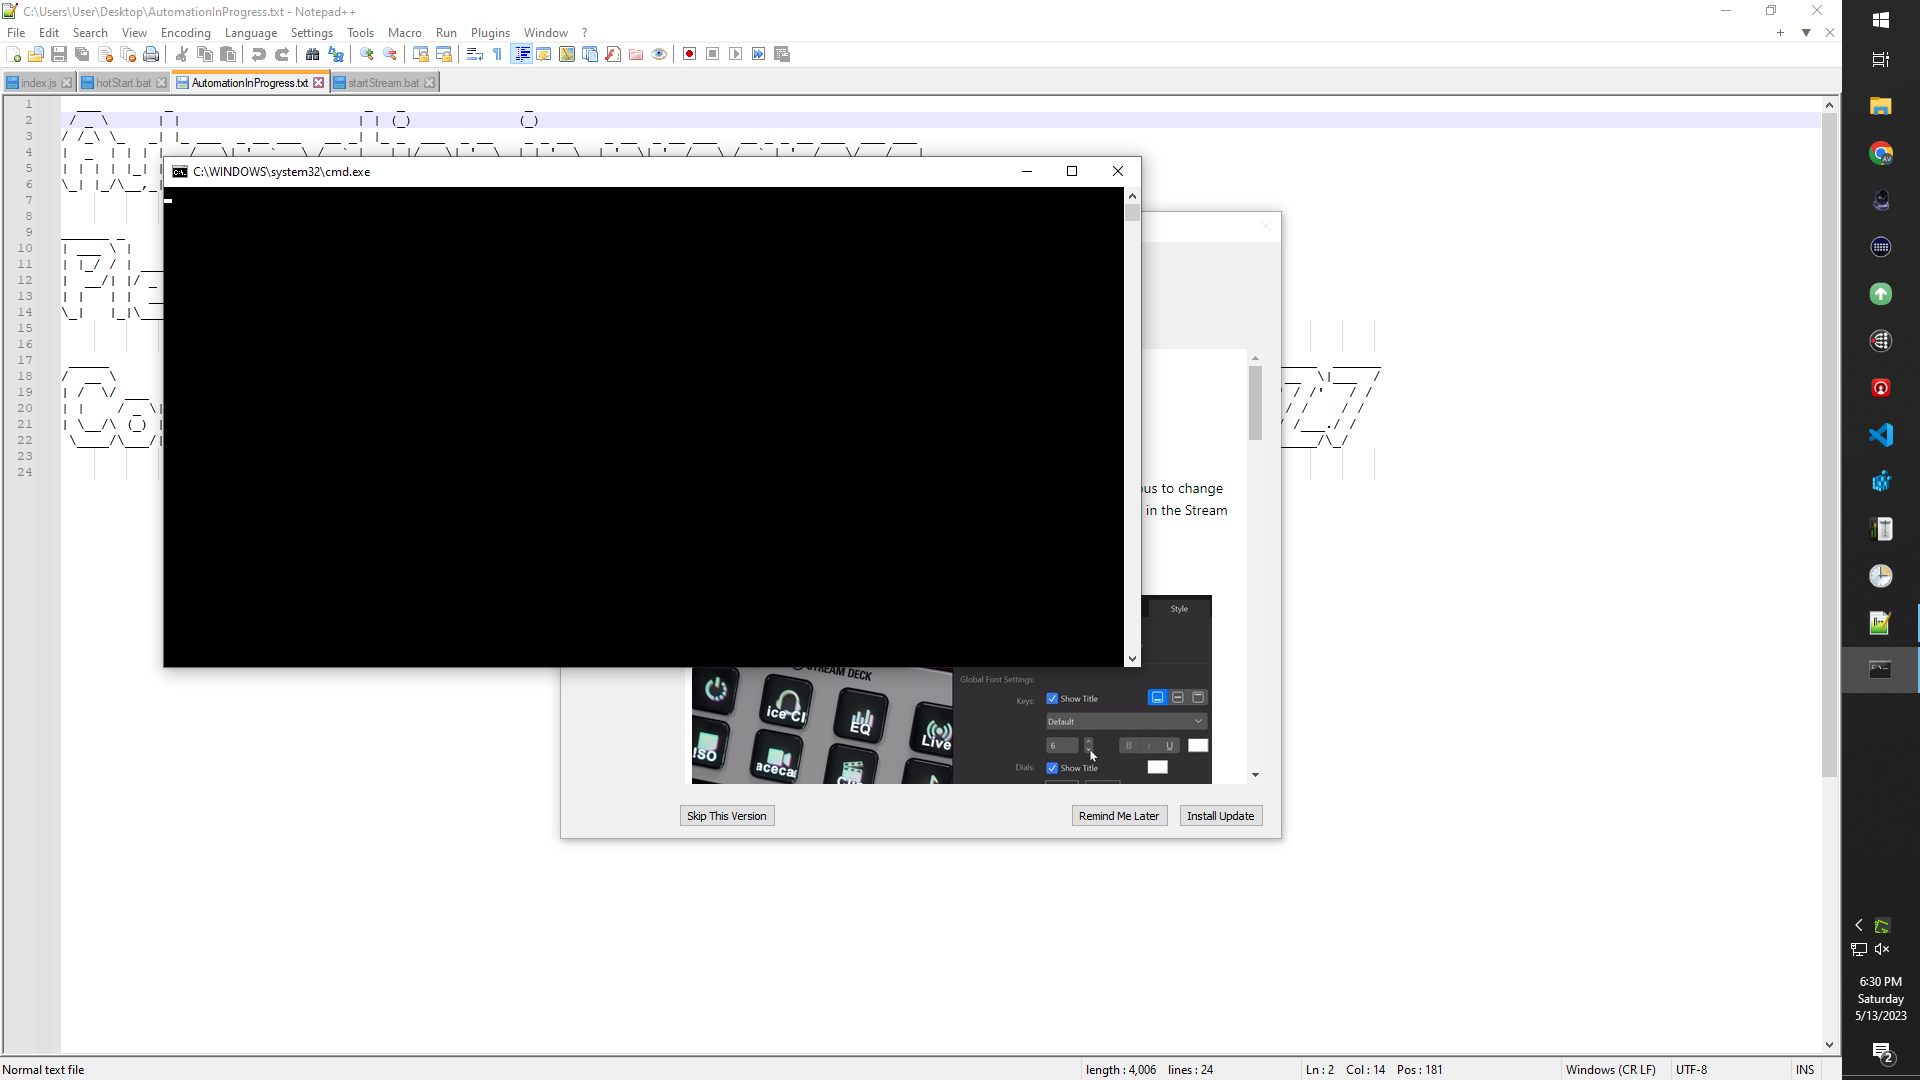 C:\Users\User\Desktop\AutomationInProgress.txt - Notepad++
File Edit Search View Encoding Language Settings Tools Macro Run Plugins Window ?
index.js hotStart.bat AutomationInProgress.txt startStream.bat
1
2
3
4
5
6
7
8
9
10
11
12
13
14
15
16
17
18
19
20
21
22
23
24
C:\WINDOWS\system32\cmd.exe
to change
in the Stream
Style
STREAM DECK
Global Font Settings:
Keys: Show Title
Default
6 B I U
Dials: Show Title
ice Cl
EQ
Live
ISO
aceca
Skip This Version Remind Me Later Install Update
6:30 PM
Saturday
5/13/2023
2
Normal text file length : 4,006 lines : 24 Ln : 2 Col : 14 Pos : 181 Windows (CR LF) UTF-8 INS